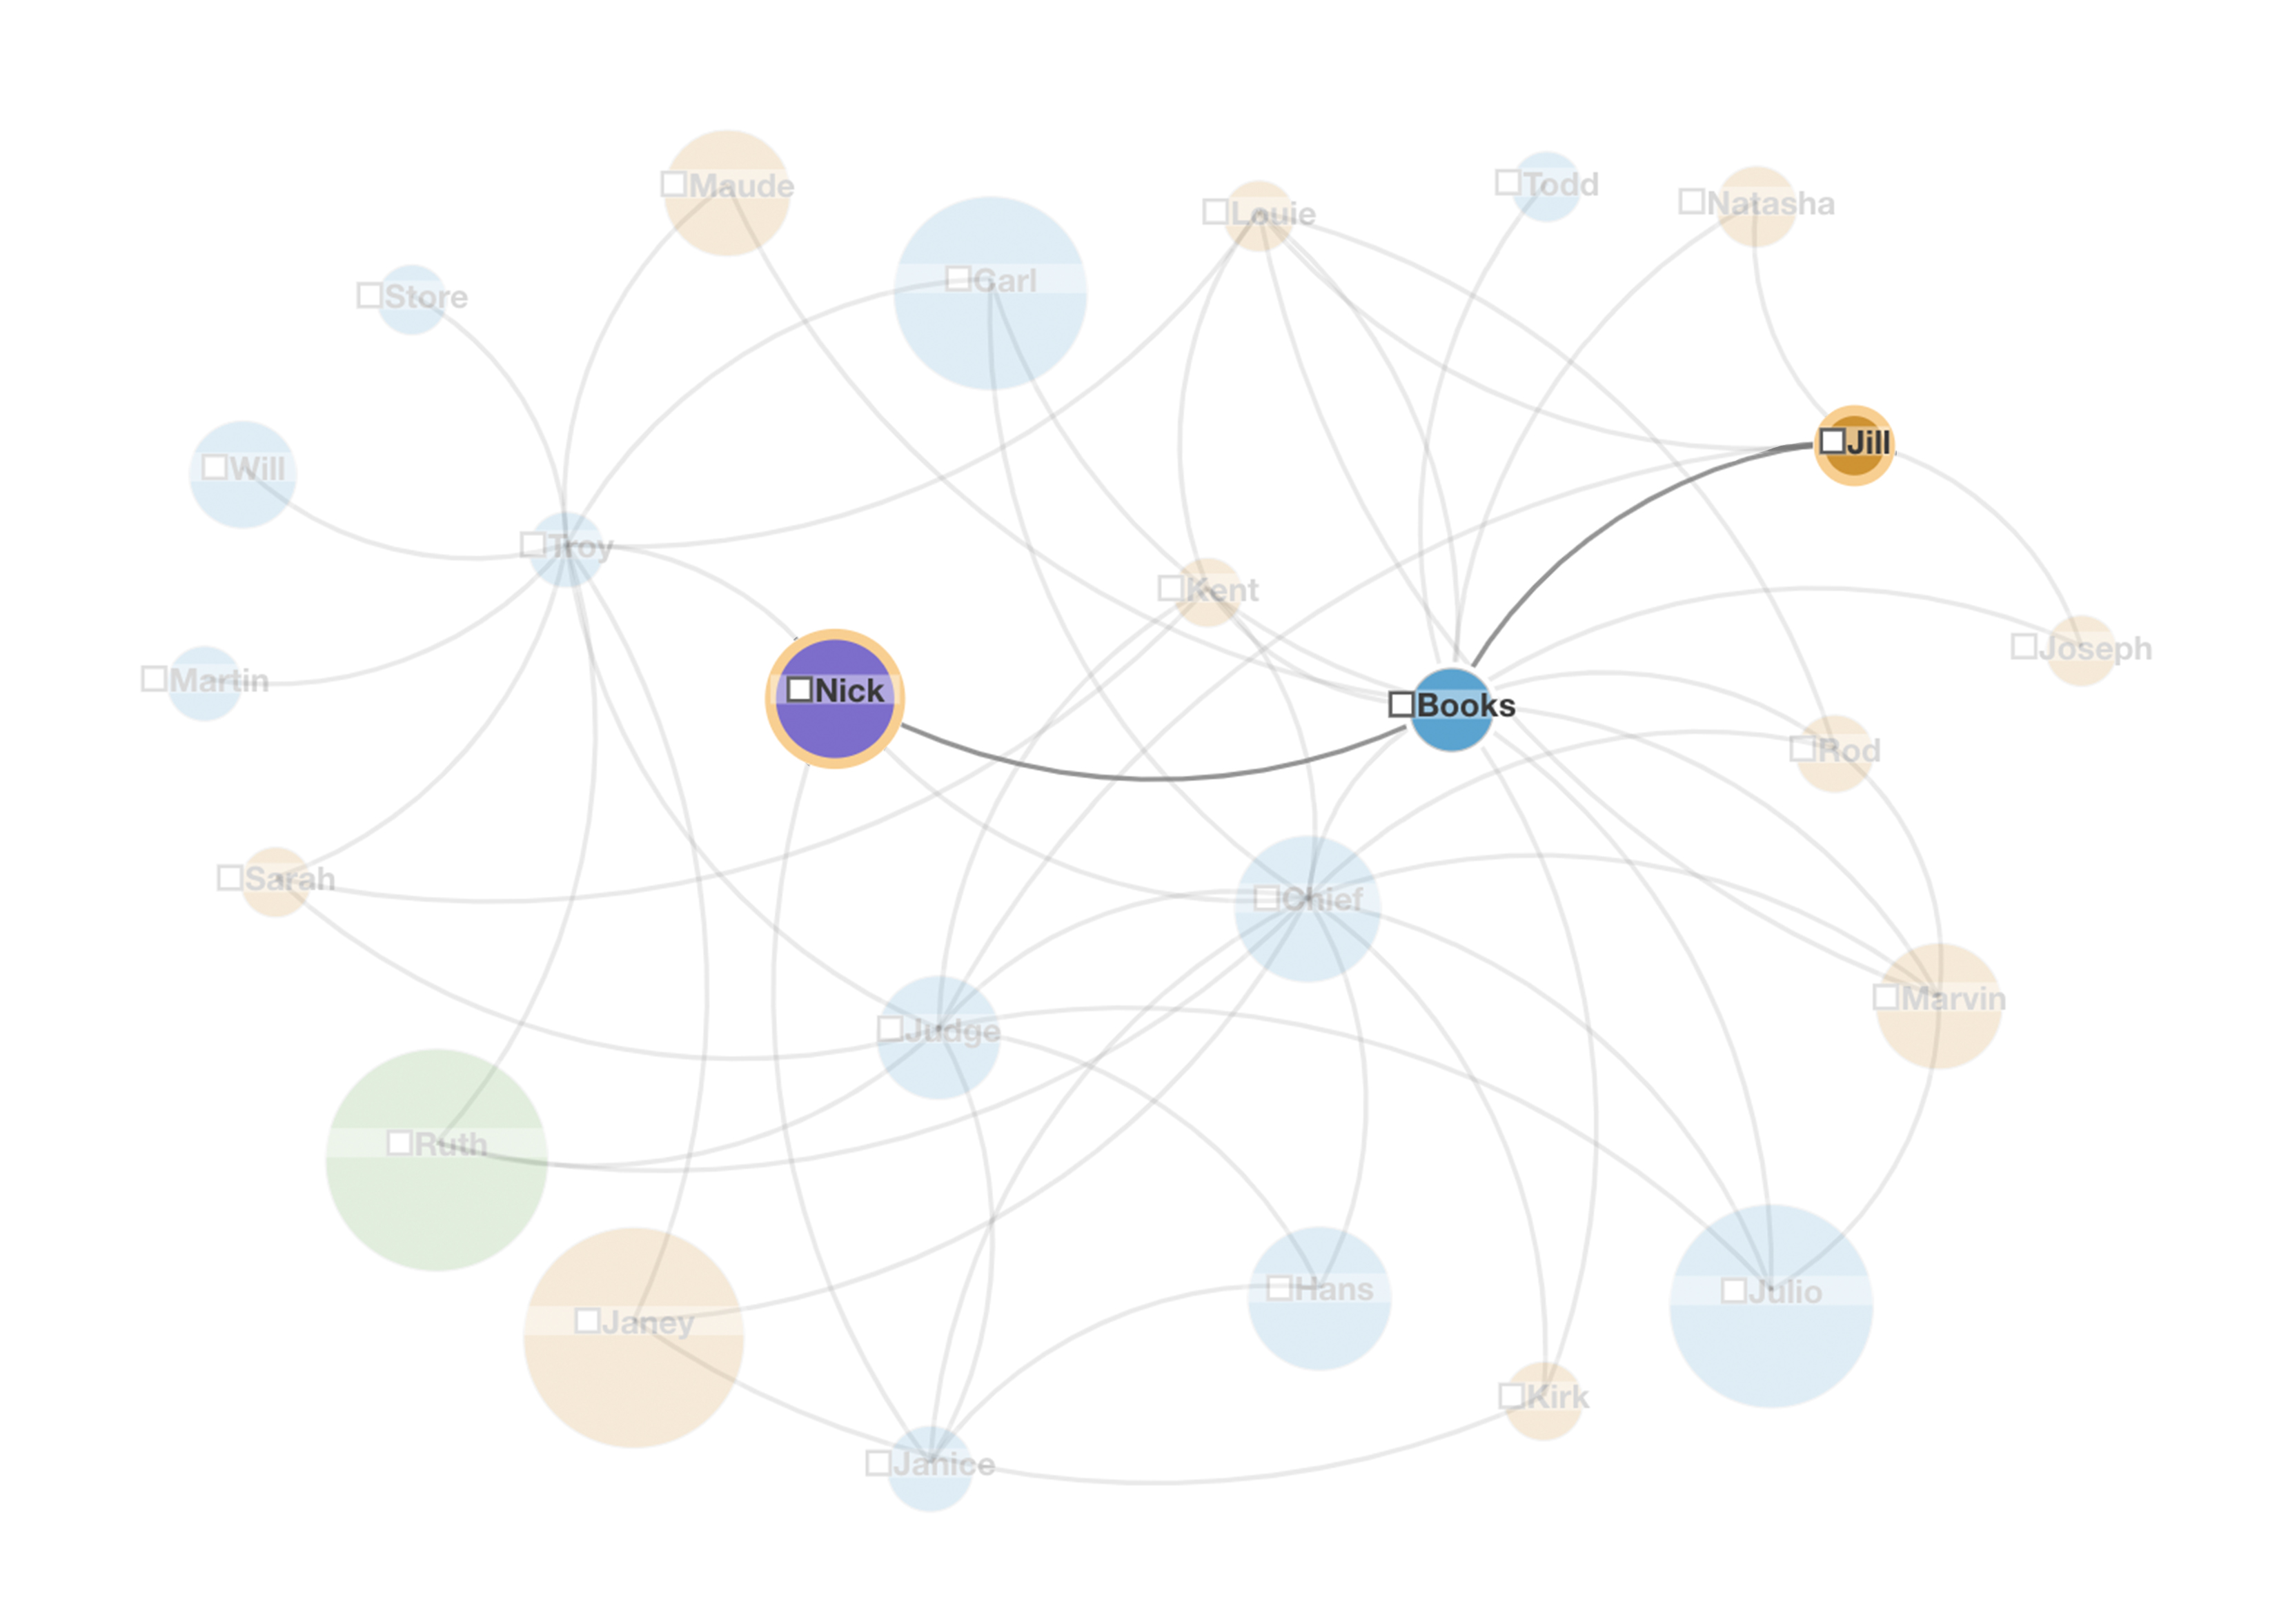 Maude
Todd
Natasha
Louie
Carl
Store
Jill
Will
Troy
Kent
Joseph
Martin
Nick
Books
Rod
Sarah
Chief
Marvin
Judge
Ruth
Hans
Julio
Janey
Kirk
Janice